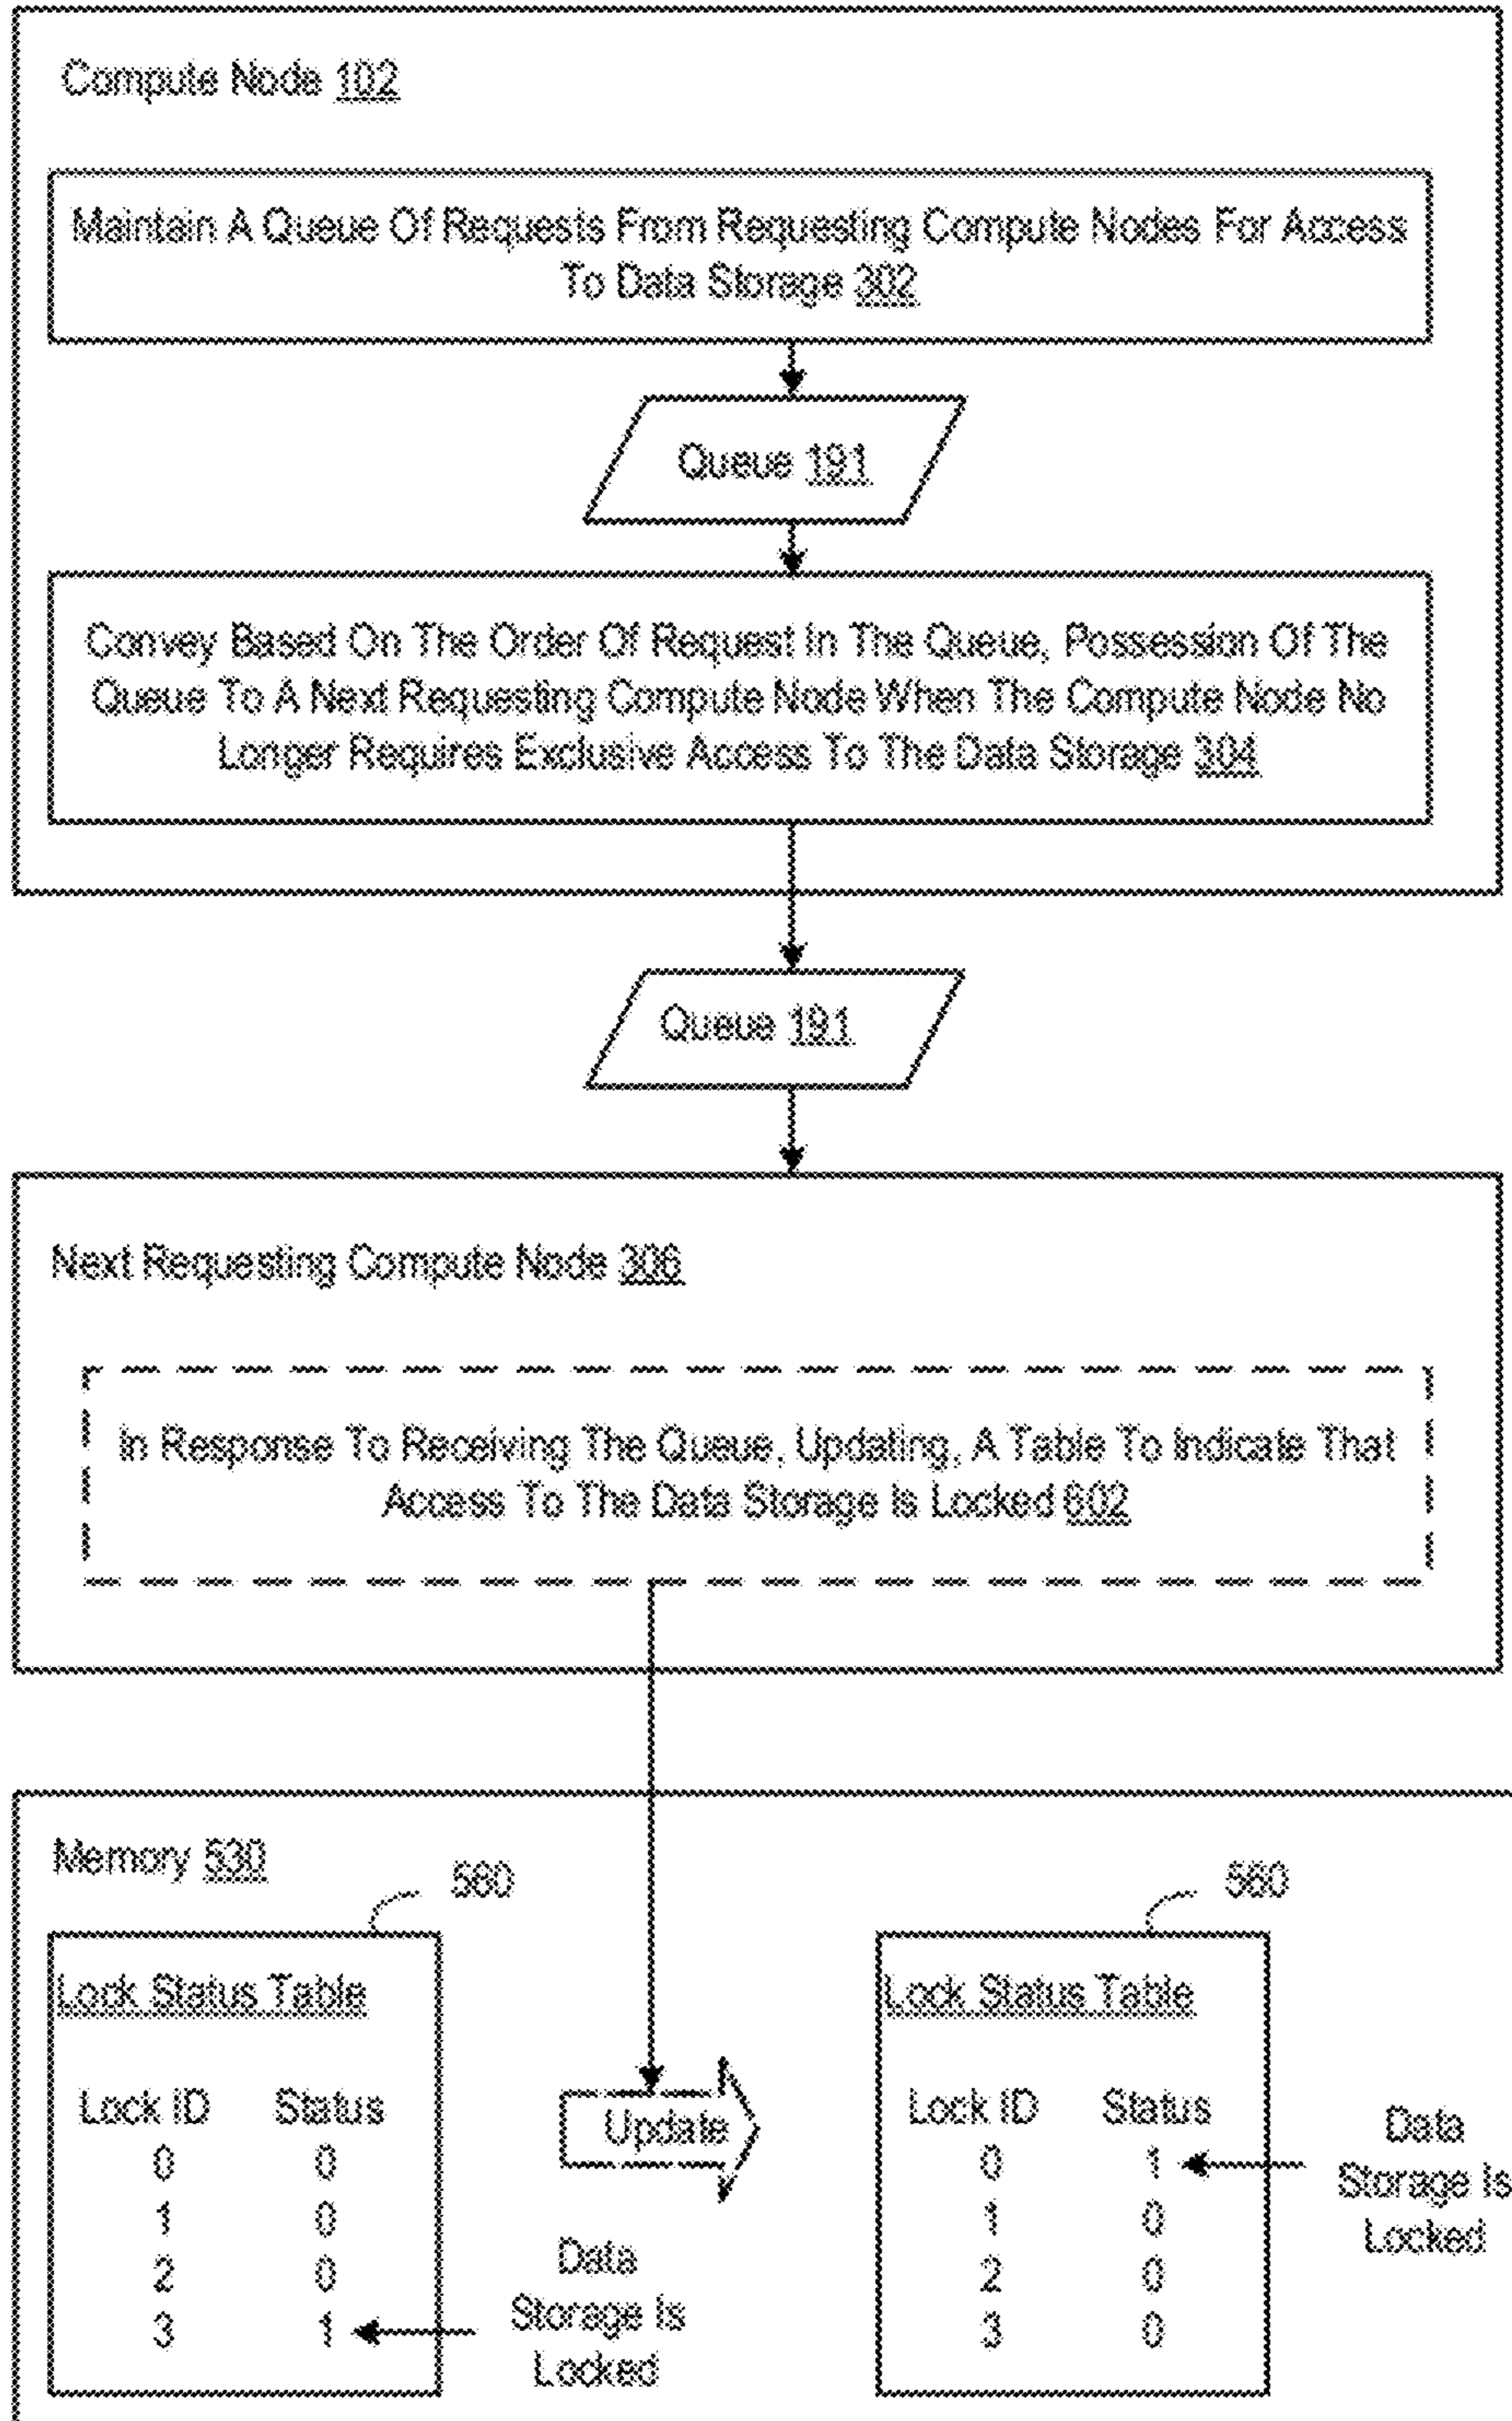 Compute Node 102
Maintain A Queue Of Requests From Requesting Compute Nodes For Access
To Data Storage 302
Queue 191
Convey Based On The Order Of Request In The Queue, Possession Of The
Queue To A Next Requesting Compute Node When The Compute Node No
Longer Requires Exclusive Access To The Data Storage 304
Queue 191
Next Requesting Compute Node 306
In Response To Receiving The Queue, Updating, A Table To Indicate That
Access To The Data Storage Is Locked 602
Memory 530
560
Lock Status Table
Lock ID Status
0 0
1 0
2 0
3 1
Data
Storage Is
Locked
Update
560
Lock Status Table
Lock ID Status
0 1
1 0
2 0
3 0
Data
Storage Is
Locked